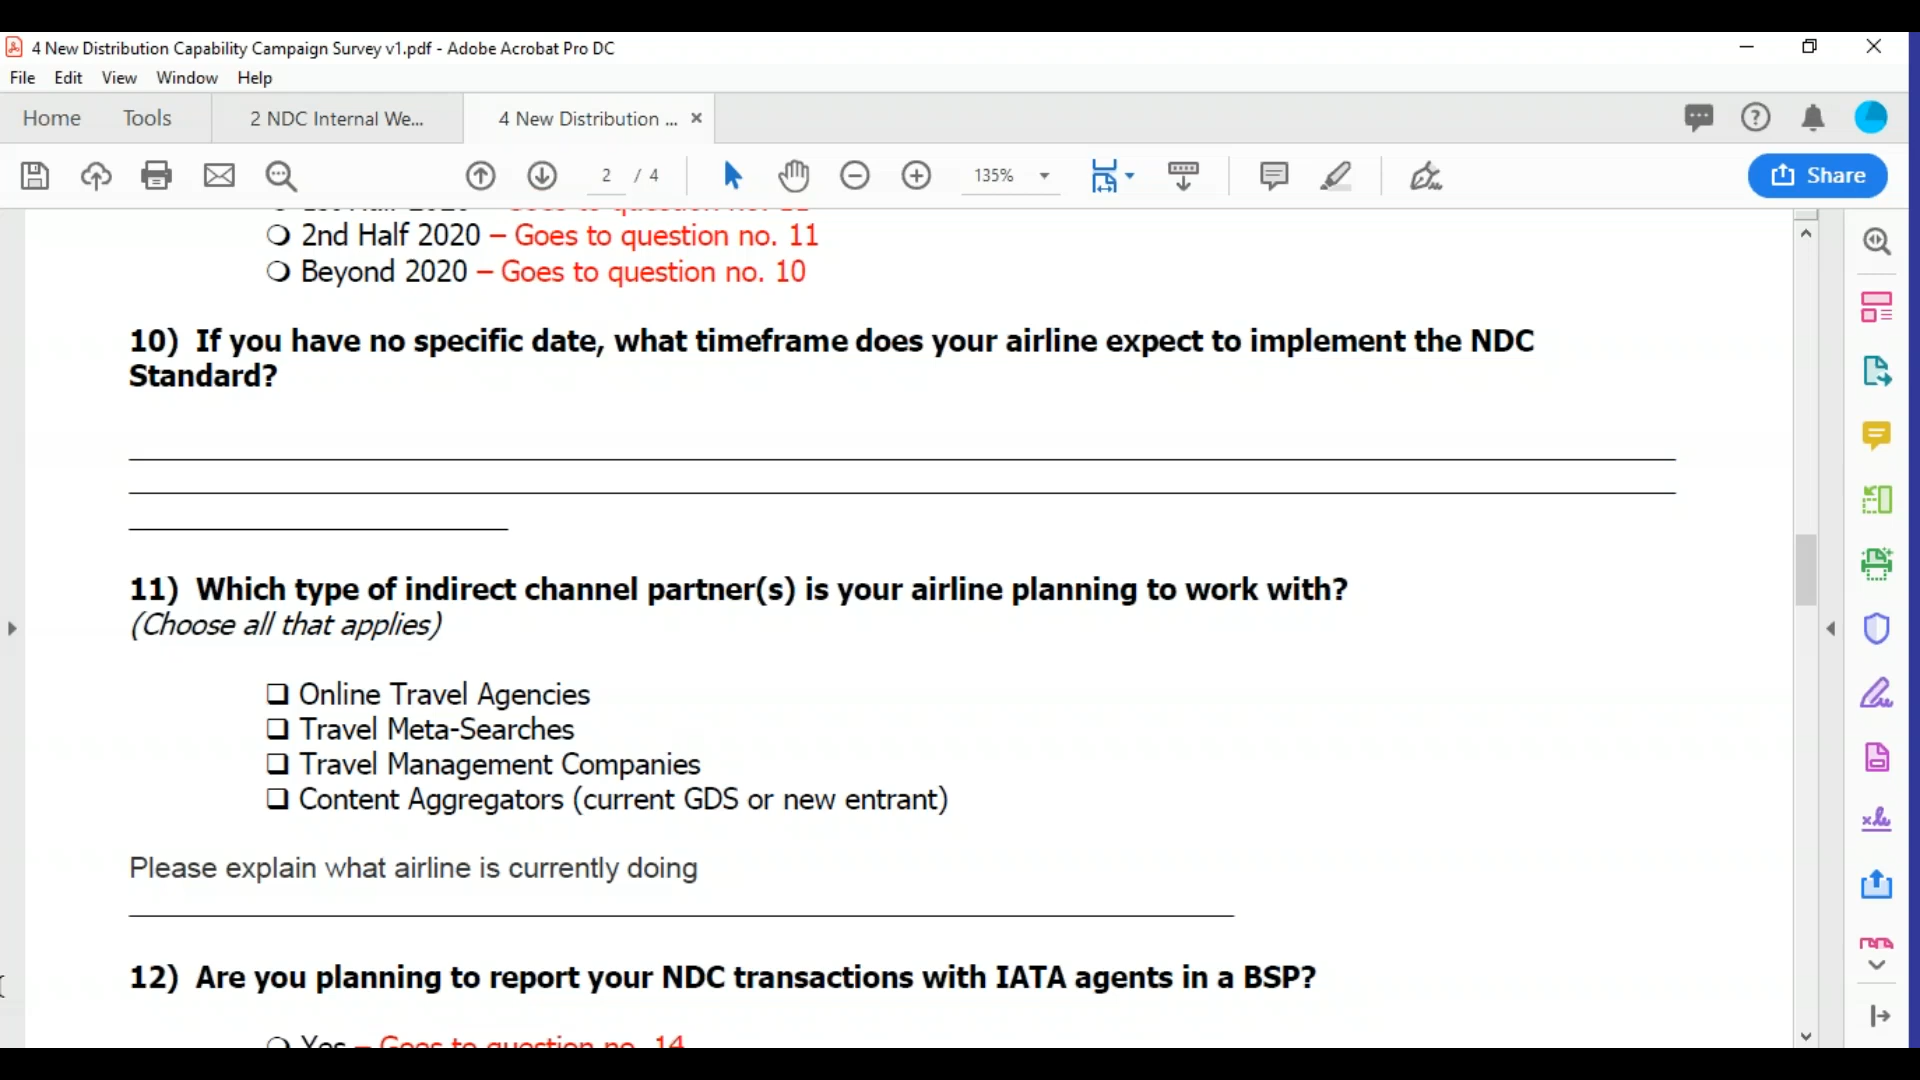 4 New Distribution Capability Campaign Survey v1.pdf - Adobe Acrobat Pro DC
File Edit View Window Help
Home Tools 2 NDC Internal We... 4 New Distribution ...
2 / 4 135% Share
2nd Half 2020 – Goes to question no. 11
Beyond 2020 – Goes to question no. 10
10) If you have no specific date, what timeframe does your airline expect to implement the NDC
Standard?
11) Which type of indirect channel partner(s) is your airline planning to work with?
(Choose all that applies)
Online Travel Agencies
Travel Meta-Searches
Travel Management Companies
Content Aggregators (current GDS or new entrant)
Please explain what airline is currently doing
12) Are you planning to report your NDC transactions with IATA agents in a BSP?
Yes – Goes to question no. 14